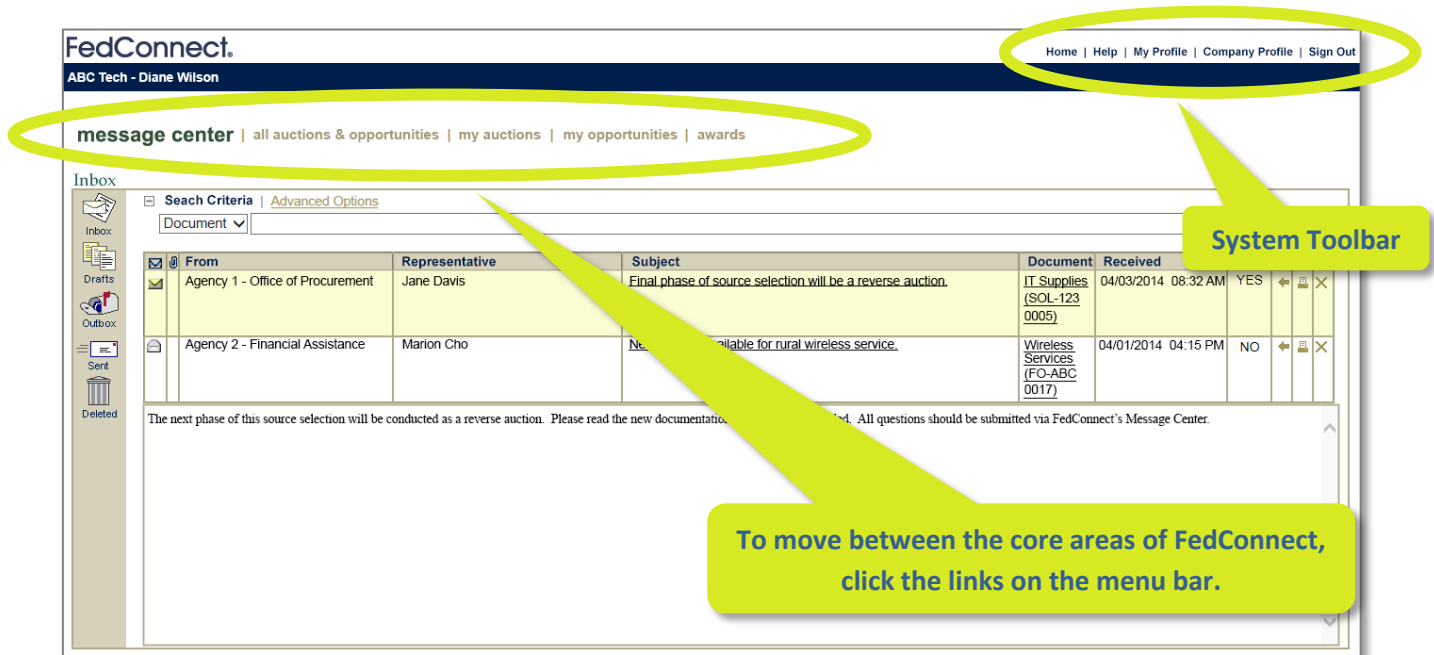 FedConnect.
Home | Help | My Profile | Company Profile | Sign Out
ABC Tech - Diane Wilson
message center | all auctions & opportunities | my auctions | my opportunities | awards
Inbox
Seach Criteria | Advanced Options
Document
System Toolbar
From Representative Subject Document Received
Agency 1 - Office of Procurement Jane Davis Final phase of source selection will be a reverse auction. IT Supplies 04/03/2014 08:32 AM YES
(SOL-123
0005)
Agency 2 - Financial Assistance Marion Cho for rural wireless service. Wireless 04/01/2014 04:15 PM NO
Services
(FO-ABC
0017)
Inbox
Drafts
Outbox
Sent
Deleted
The next phase of this source selection will be conducted as a reverse auction. Please read the new All questions should be submitted via FedConnect's Message Center.
To move between the core areas of FedConnect,
click the links on the menu bar.